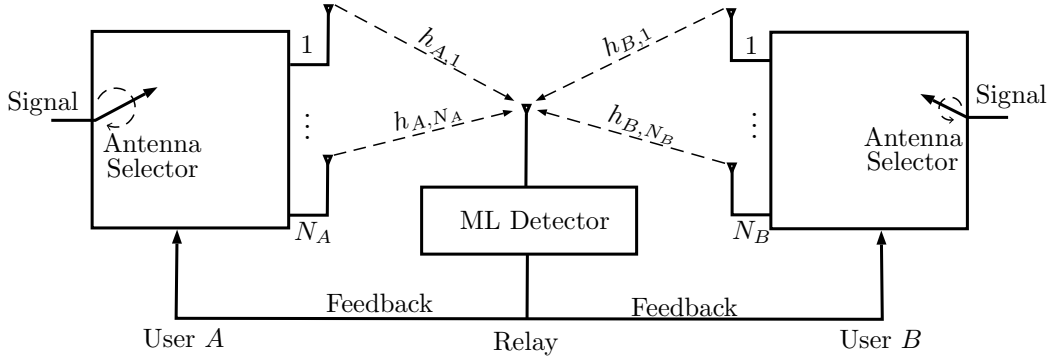 1
h_{A,1}
h_{B,1}
1
Signal
Signal
h_{A,N_A}
h_{B,N_B}
⋮
⋮
Antenna
Selector
Antenna
Selector
N_A
ML Detector
N_B
Feedback
Feedback
User A
Relay
User B